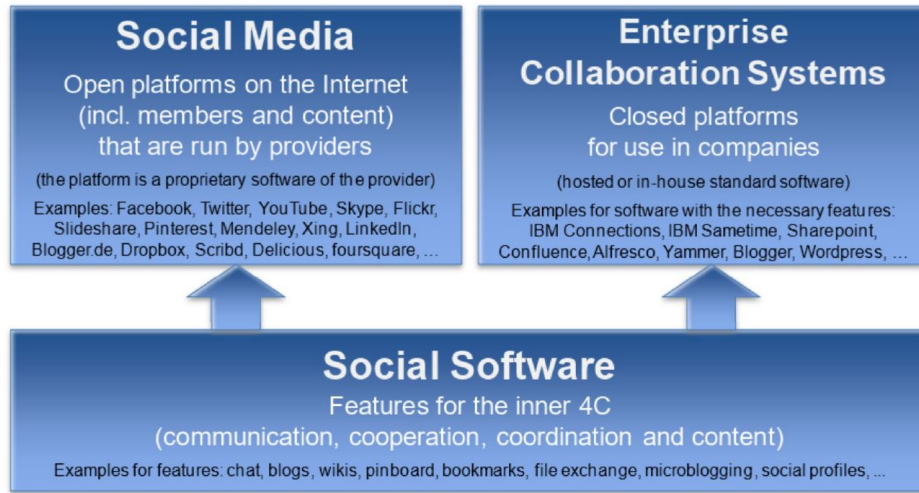 Social Media
Open platforms on the Internet
(incl. members and content)
that are run by providers
(the platform is a proprietary software of the provider)
Examples: Facebook, Twitter, YouTube, Skype, Flickr,
Slideshare, Pinterest, Mendeley, Xing, LinkedIn,
Blogger.de, Dropbox, Scribd, Delicious, foursquare, ...
Enterprise
Collaboration Systems
Closed platforms
for use in companies
(hosted or in-house standard software)
Examples for software with the necessary features:
IBM Connections, IBM Sametime, Sharepoint,
Confluence, Alfresco, Yammer, Blogger, Wordpress, ...
Social Software
Features for the inner 4C
(communication, cooperation, coordination and content)
Examples for features: chat, blogs, wikis, pinboard, bookmarks, file exchange, microblogging, social profiles, ...